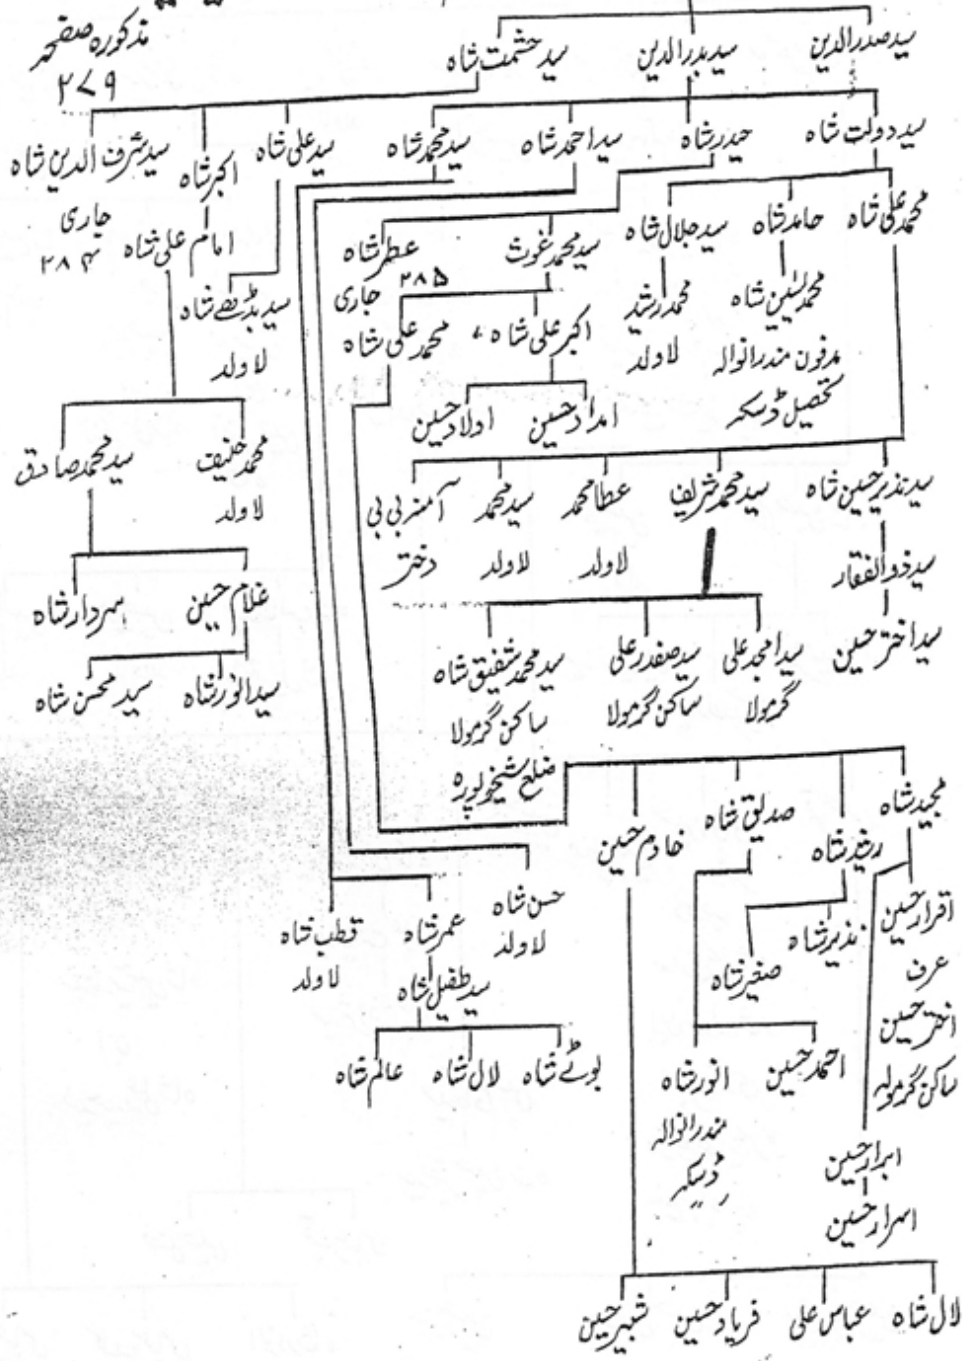 مذکورہ صفحہ
۲۷۹
سید صدرالدین سید بدرالدین سید حشمت شاہ
سید دولت شاہ حیدر شاہ سید احمد شاہ سید محمد شاہ سید علی شاہ اکبر شاہ سید شرف الدین شاہ
جاری
۲۸۴
محمد علی شاہ حامد شاہ سید جلال شاہ سید محمد غوث عطر شاہ امام علی شاہ
جاری ۲۸۵
محمد یٰسین شاہ محمد رشید اکبر علی شاہ محمد علی شاہ سید بڈھے شاہ
مدفون مندرانوالہ لاولد لاولد
تحصیل ڈسکہ
امداد حسین اولاد حسین محمد حنیف سید محمد صادق
لاولد
سید نذیر حسین شاہ سید محمد شریف عطا محمد سید محمد آمنہ بی بی
سید ذوالفقار لاولد لاولد دختر
غلام حسین سردار شاہ
سید اختر حسین سید امجد علی سید صفدر علی سید محمد شفیق شاہ
گرمولا ساکن گرمولا ساکن گرمولا
ضلع شیخوپورہ
سید انور شاہ سید محسن شاہ
مجید شاہ رشید شاہ صدیق شاہ خادم حسین
اقرار حسین
عرف
اختر حسین
ساکن گرمولہ
نذیر شاہ صغیر شاہ
حسن شاہ عمر شاہ قطب شاہ
لاولد لاولد
سید طفیل شاہ
احمد حسین انور شاہ بوٹے شاہ لال شاہ عالم شاہ
مندرانوالہ
ڈسکہ
ابرار حسین
اسرار حسین
لال شاہ عباس علی فریاد حسین شبیر حسین